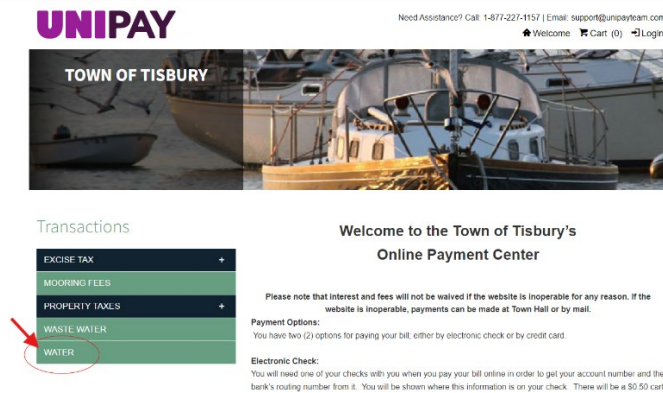 UNIPAY
Need Assistance? Call: 1-877-227-1157 | Email: support@unipayteam.com
Welcome Cart (0) Login
TOWN OF TISBURY
Transactions
EXCISE TAX +
MOORING FEES
PROPERTY TAXES +
WASTE WATER
WATER
Welcome to the Town of Tisbury's
Online Payment Center
Please note that interest and fees will not be waived if the website is inoperable for any reason. If the
website is inoperable, payments can be made at Town Hall or by mail.
Payment Options:
You have two (2) options for paying your bill; either by electronic check or by credit card.
Electronic Check:
You will need one of your checks with you when you pay your bill online in order to get your account number and the
bank's routing number from it. You will be shown where this information is on your check. There will be a $0.50 cart